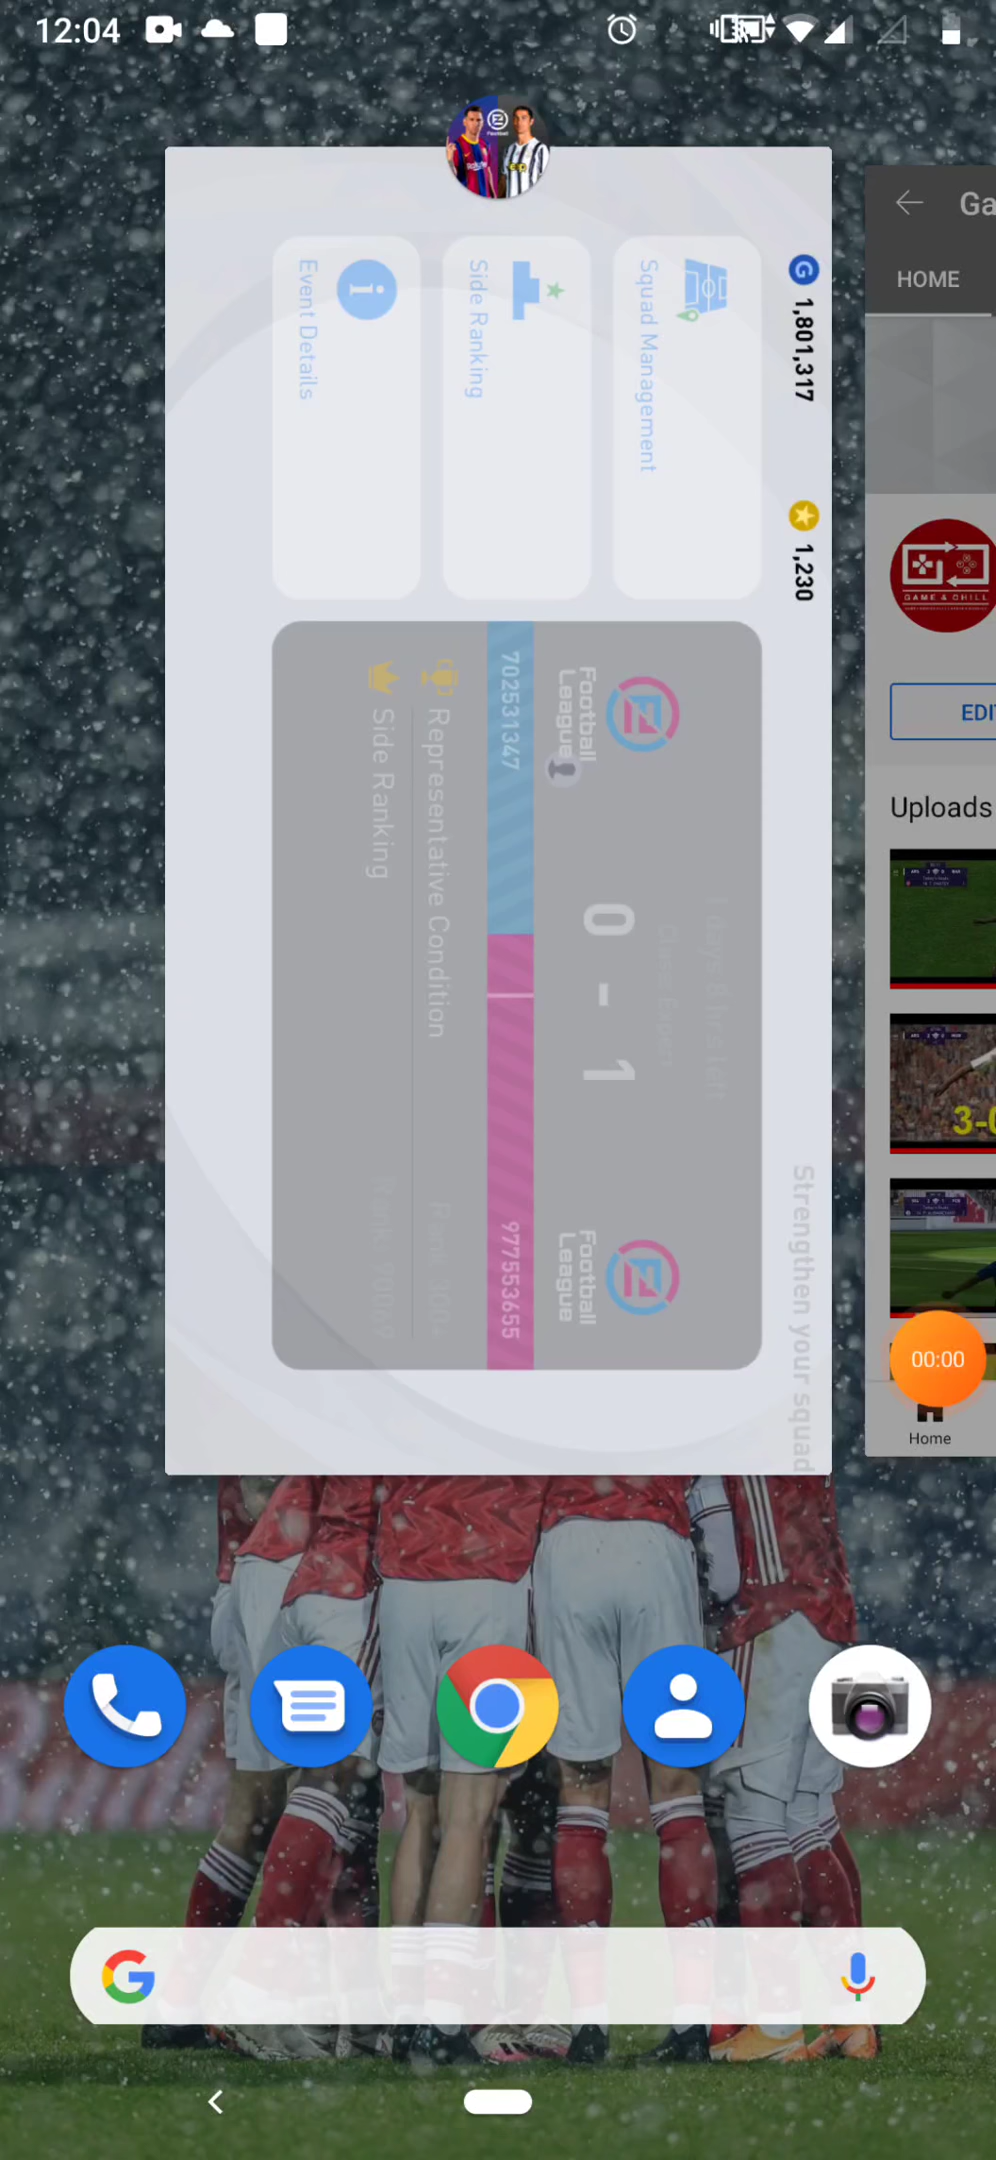 12:04
G 1,801,317
1,230
Squad Management
Side Ranking
Event Details
Strengthen your squad
Football
League
0 - 1
Football
League
702531347
977553655
Representative Condition
Side Ranking
Ga
HOME
GAME & CHILL
EDI
Uploads
3-0
00:00
Home